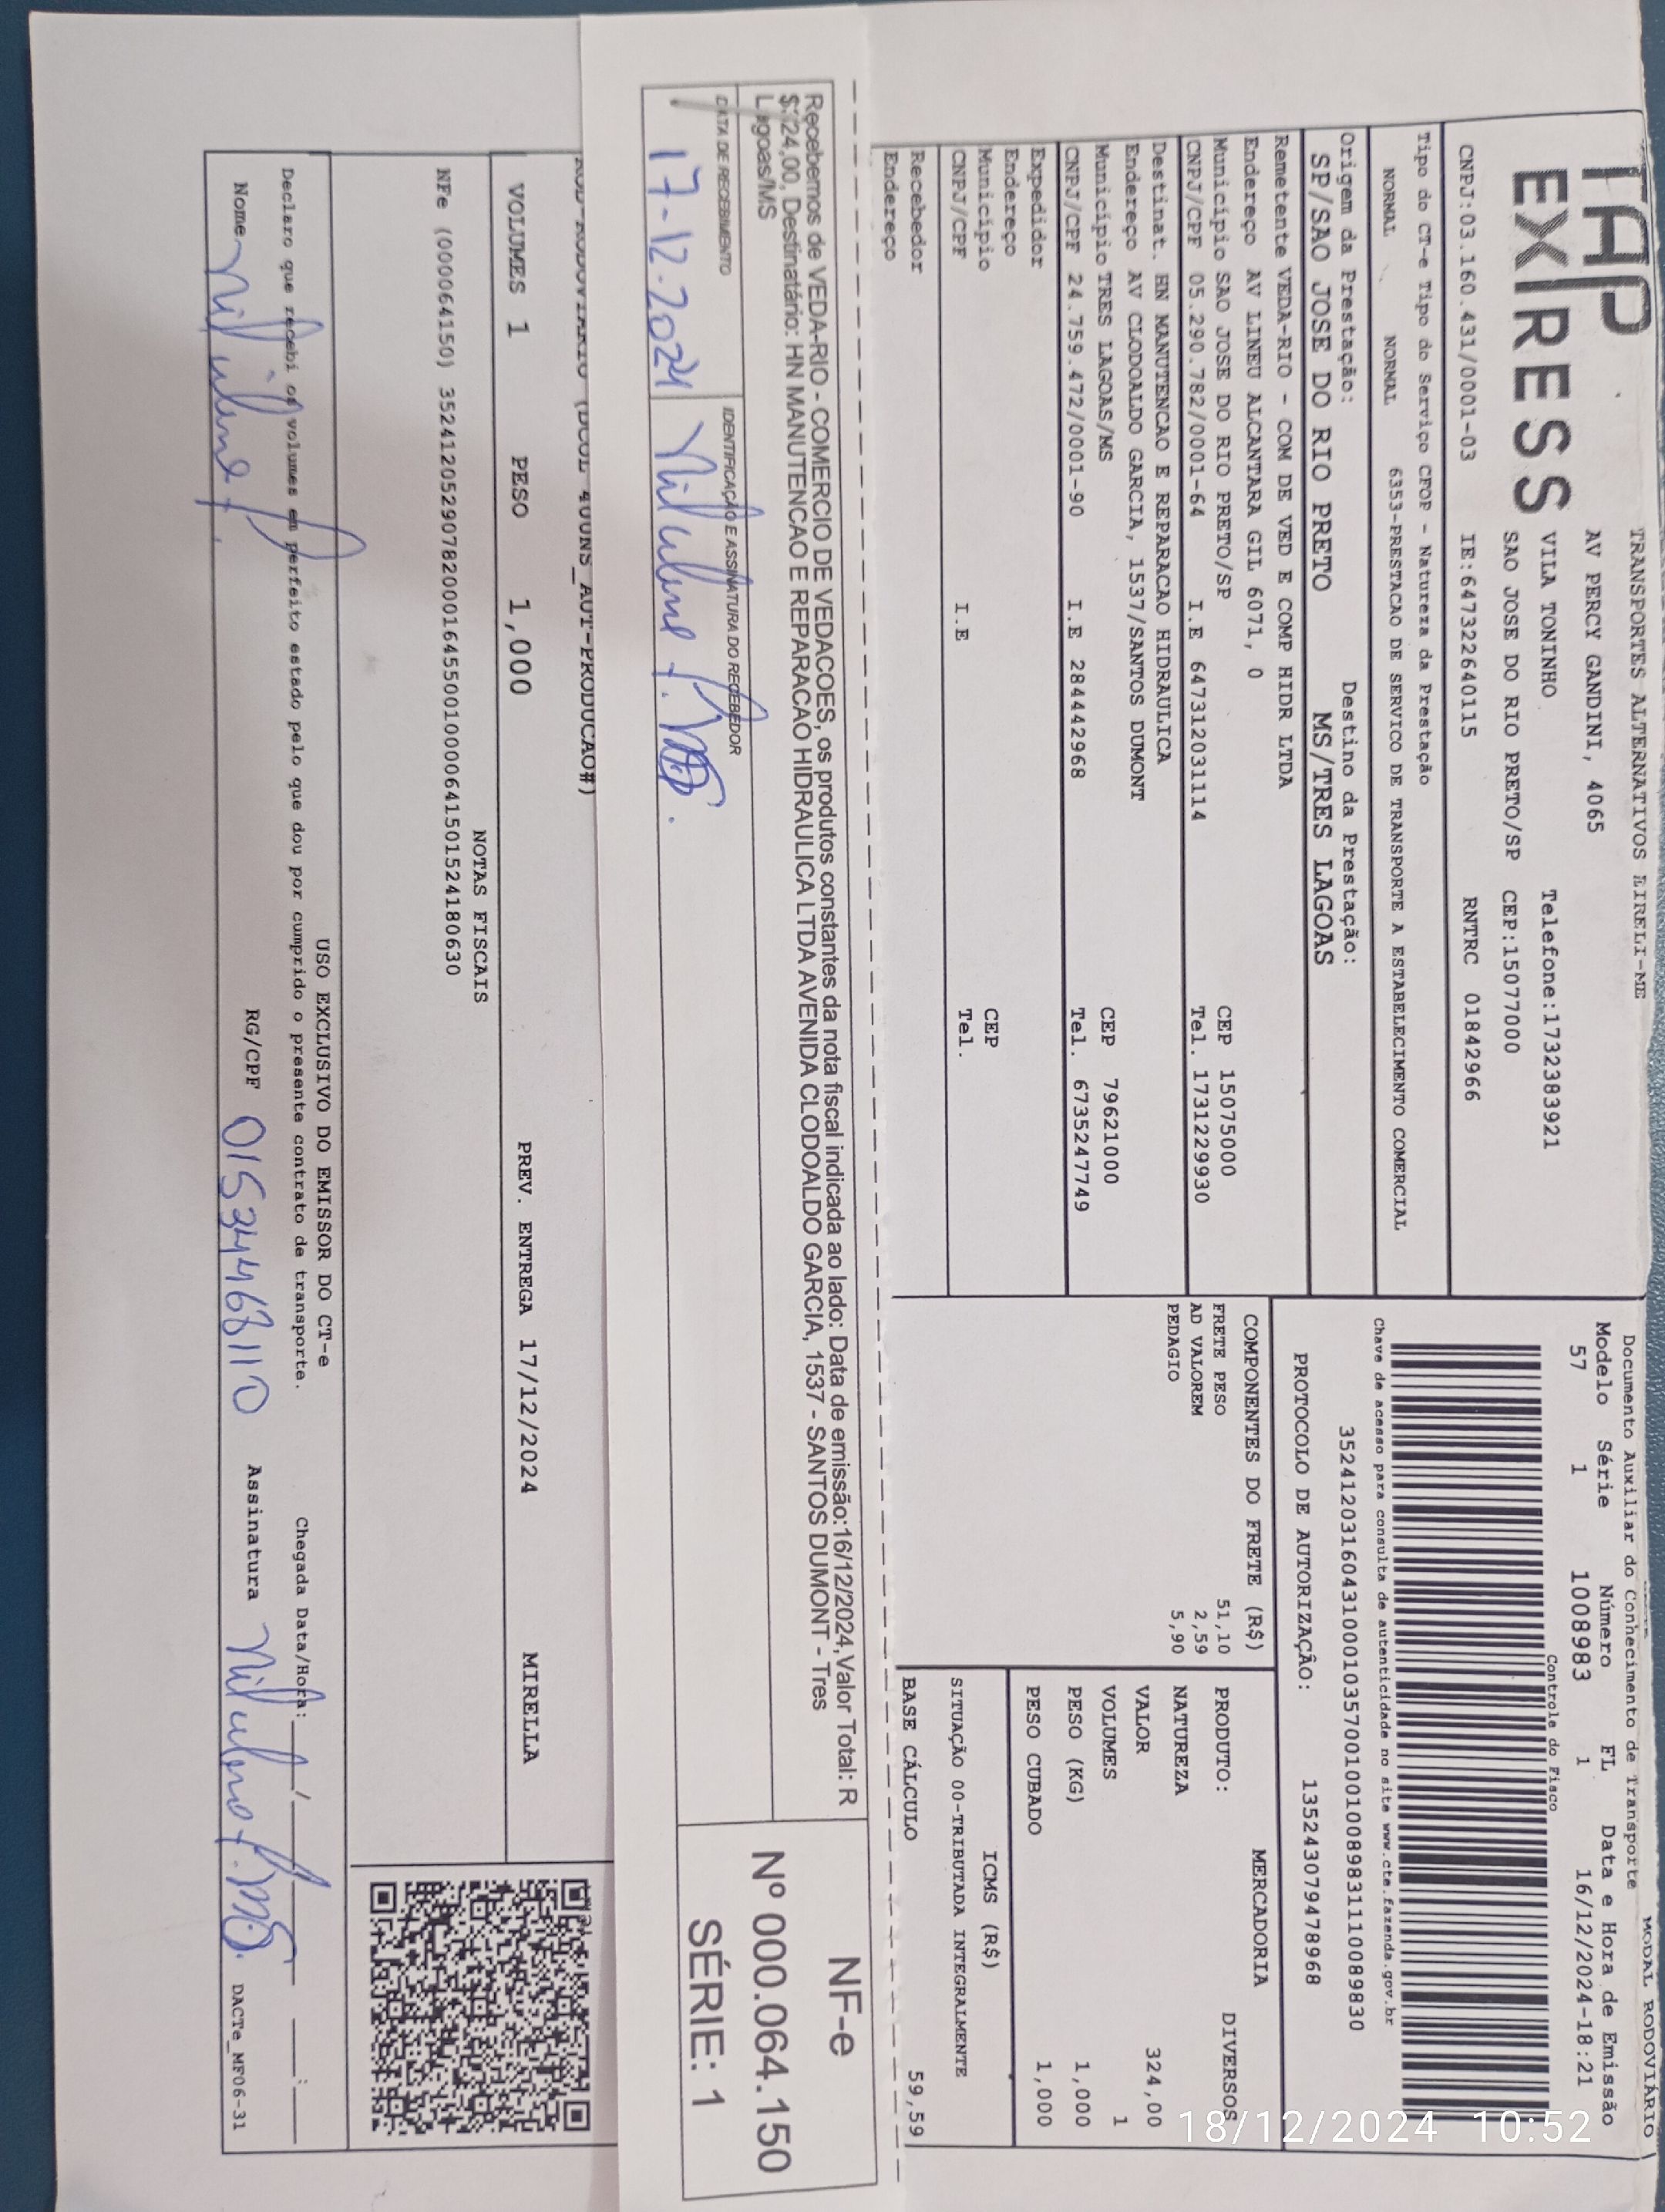 MODAL RODOVIÁRIO
TAP
EXPRESS
TRANSPORTES ALTERNATIVOS EIRELI-ME
AV PERCY GANDINI, 4065
VILA TONINHO Telefone:1732383921
SAO JOSE DO RIO PRETO/SP CEP:15077000
CNPJ:03.160.431/0001-03 IE:647322640115 RNTRC 01842966
Documento Auxiliar do Conhecimento de Transporte
Modelo Série Número FL Data e Hora de Emissão
57 1 1008983 1 16/12/2024-18:21
Controle do Fisco
Tipo do CT-e Tipo do Serviço CFOP - Natureza da Prestação
NORMAL NORMAL 6353-PRESTACAO DE SERVICO DE TRANSPORTE A ESTABELECIMENTO COMERCIAL
Chave de acesso para consulta de autenticidade no site www.cte.fazenda.gov.br
35241203160431000103570010010089831110089830
Origem da Prestação: Destino da Prestação:
SP/SAO JOSE DO RIO PRETO MS/TRES LAGOAS
PROTOCOLO DE AUTORIZAÇÃO: 135243079478968
Remetente VEDA-RIO - COM DE VED E COMP HIDR LTDA
Endereço AV LINEU ALCANTARA GIL 6071, 0
Município SAO JOSE DO RIO PRETO/SP CEP 15075000
CNPJ/CPF 05.290.782/0001-64 I.E 647312031114 Tel. 1731229930
Destinat. HN MANUTENCAO E REPARACAO HIDRAULICA
Endereço AV CLODOALDO GARCIA, 1537/SANTOS DUMONT
Município TRES LAGOAS/MS CEP 79621000
CNPJ/CPF 24.759.472/0001-90 I.E 284442968 Tel. 6735247749
Expedidor
Endereço
Município CEP
CNPJ/CPF I.E Tel.
Recebedor
Endereço
COMPONENTES DO FRETE (R$)
FRETE PESO 51,10
AD VALOREM 2,59
PEDAGIO 5,90
MERCADORIA
PRODUTO: DIVERSOS
NATUREZA
VALOR 324,00
VOLUMES 1
PESO (KG) 1,000
PESO CUBADO 1,000
ICMS (R$)
SITUAÇÃO 00-TRIBUTADA INTEGRALMENTE
BASE CÁLCULO 59,59
Recebemos de VEDA-RIO - COMERCIO DE VEDACOES, os produtos constantes da nota fiscal indicada ao lado: Data de emissão:16/12/2024,Valor Total: R
$324,00, Destinatário: HN MANUTENCAO E REPARACAO HIDRAULICA LTDA AVENIDA CLODOALDO GARCIA, 1537 - SANTOS DUMONT - Tres
Lagoas/MS
DATA DE RECEBIMENTO IDENTIFICAÇÃO E ASSINATURA DO RECEBEDOR
17-12-2024
NF-e
Nº 000.064.150
SÉRIE: 1
AUT-PRODUCAO#)
VOLUMES 1 PESO 1,000 PREV. ENTREGA 17/12/2024 MIRELLA
NOTAS FISCAIS
NFe (000064150) 35241205290782000164550010000641501524180630
USO EXCLUSIVO DO EMISSOR DO CT-e
Declaro que recebi os volumes em perfeito estado pelo que dou por cumprido o presente contrato de transporte. Chegada Data/Hora: __/__ __:__
Nome RG/CPF 01534468110 Assinatura DACTe_MF06-31
18/12/2024 10:52